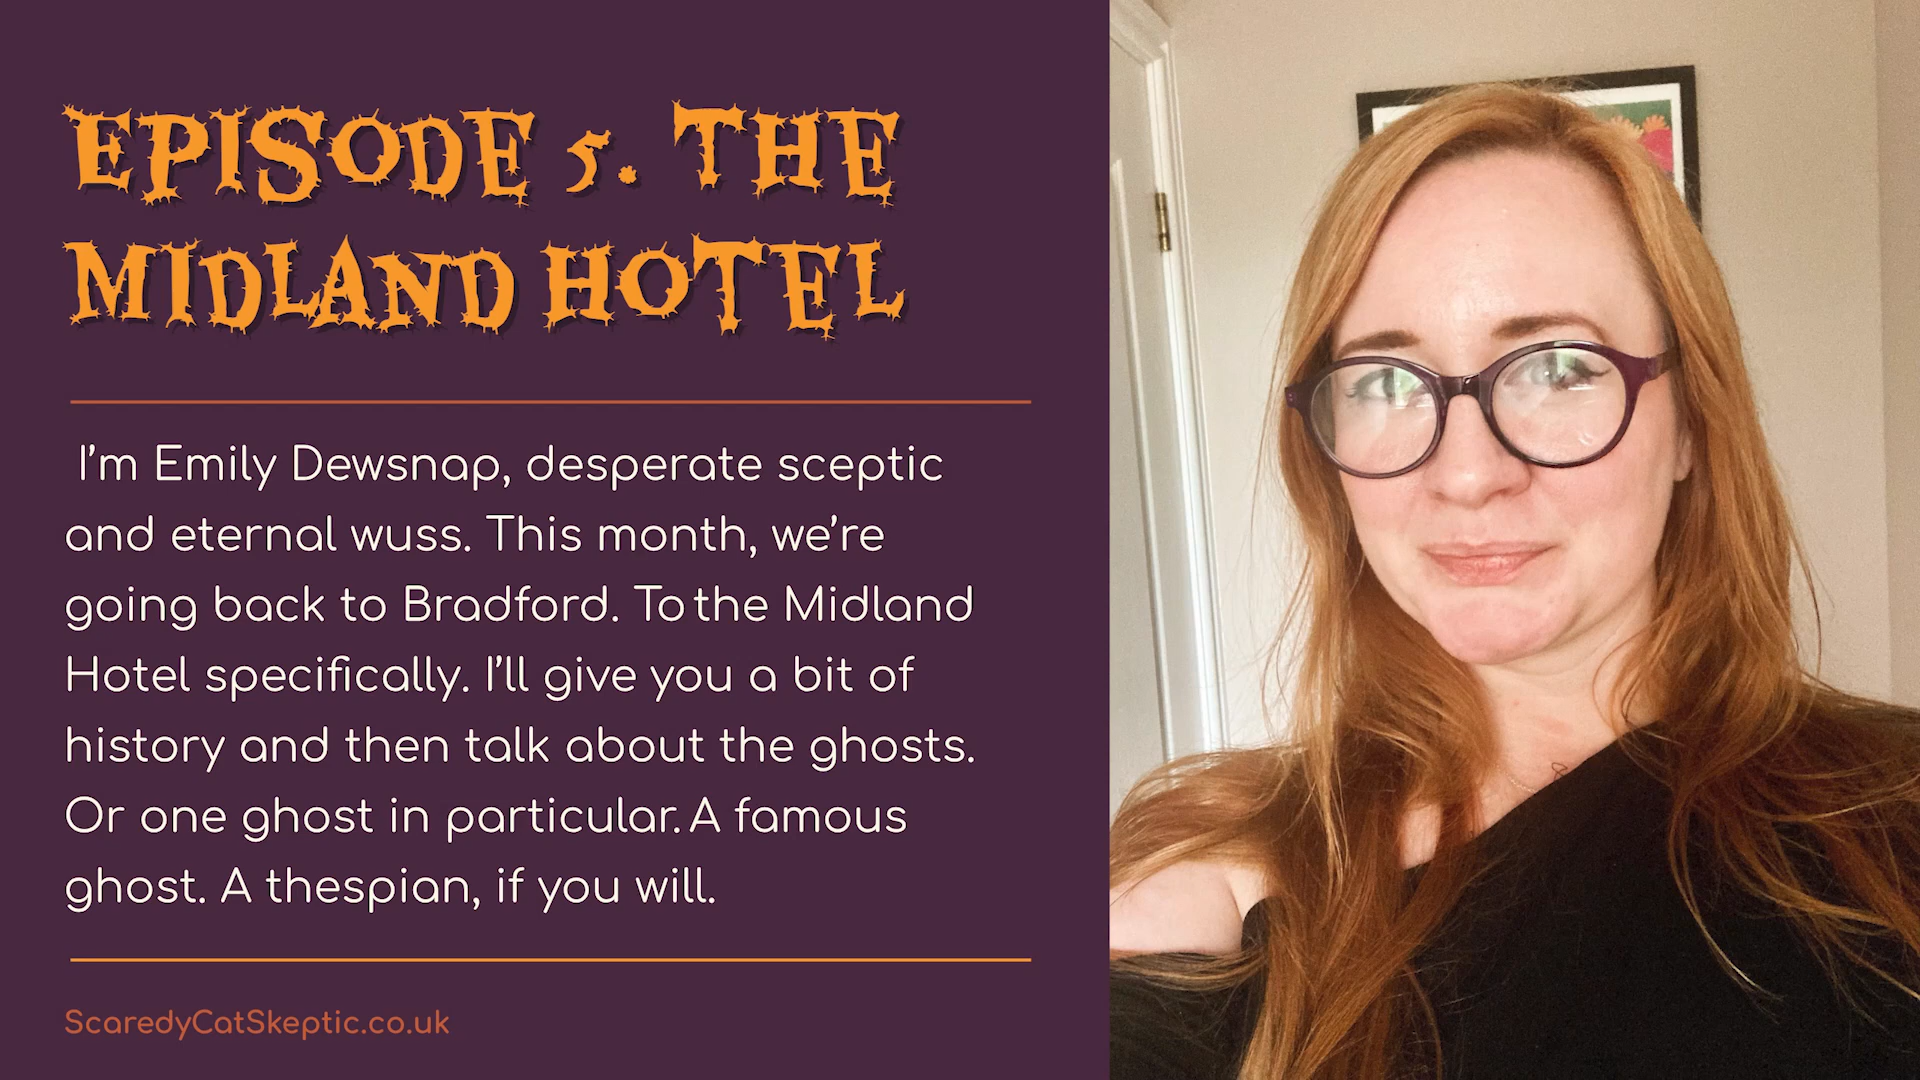 EPISODE 5. THE
MIDLAND HOTEL
I'm Emily Dewsnap, desperate sceptic
and eternal wuss. This month, we're
going back to Bradford. To the Midland
Hotel specifically. I'll give you a bit of
history and then talk about the ghosts.
Or one ghost in particular. A famous
ghost. A thespian, if you will.
ScaredyCatSkeptic.co.uk